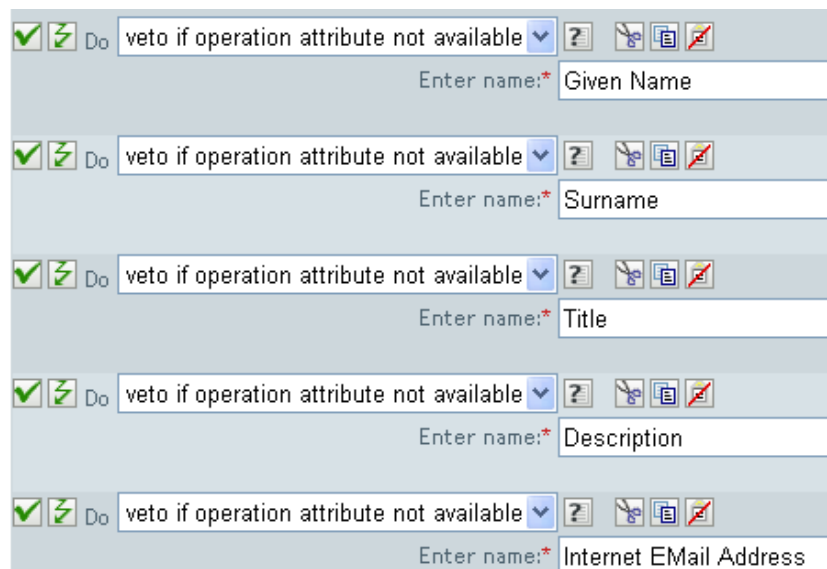 Do veto if operation attribute not available ?
Enter name:* Given Name
Do veto if operation attribute not available ?
Enter name:* Surname
Do veto if operation attribute not available ?
Enter name:* Title
Do veto if operation attribute not available ?
Enter name:* Description
Do veto if operation attribute not available ?
Enter name:* Internet EMail Address